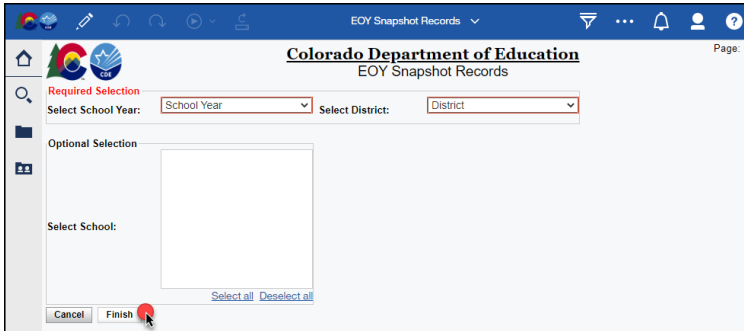 EOY Snapshot Records
?
Colorado Department of Education
Page:
CDE
EOY Snapshot Records
Required Selection
Select School Year: School Year Select District: District
Optional Selection
Select School:
Select all Deselect all
Cancel Finish